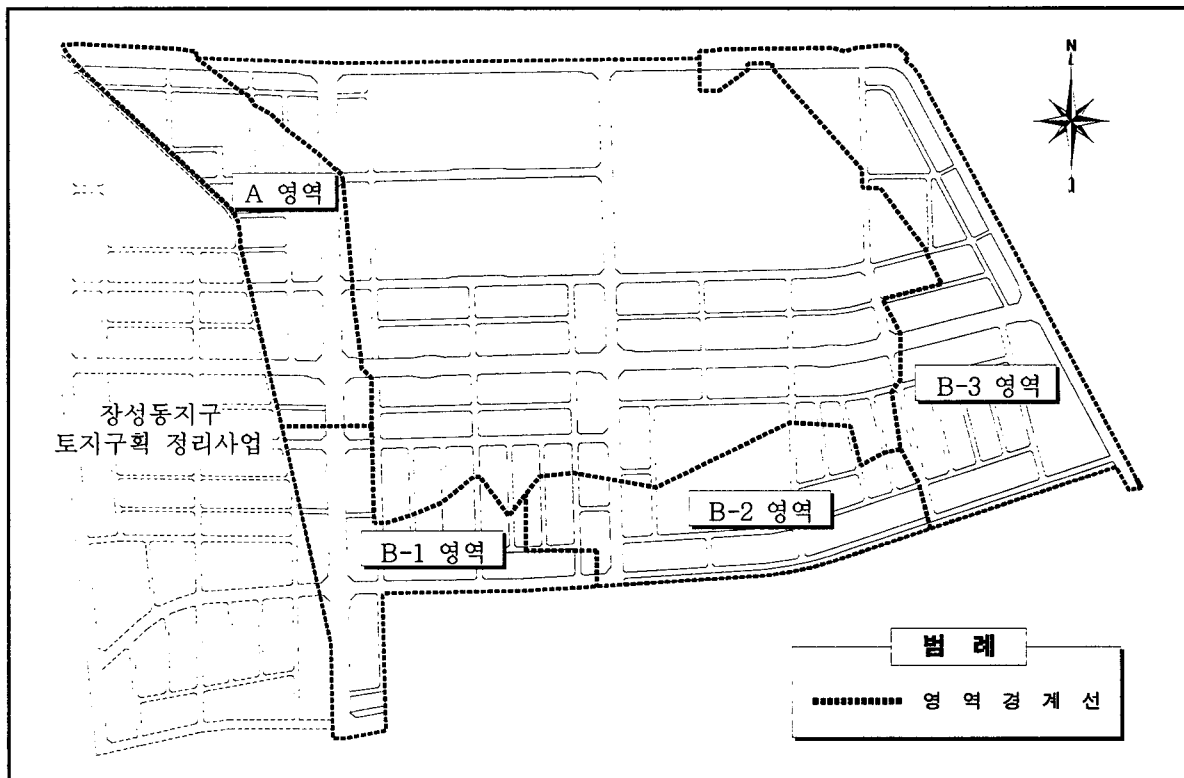 N
A 영역
장성동지구
토지구획 정리사업
B-3 영역
B-2 영역
B-1 영역
범 례
영 역 경 계 선